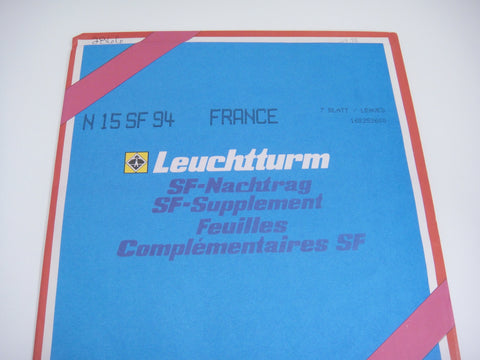 N 15 SF 94 FRANCE
7 BLATT / LEAVES
Leuchtturm
SF-Nachtrag
SF-Supplement
Feuilles
Complémentaires SF